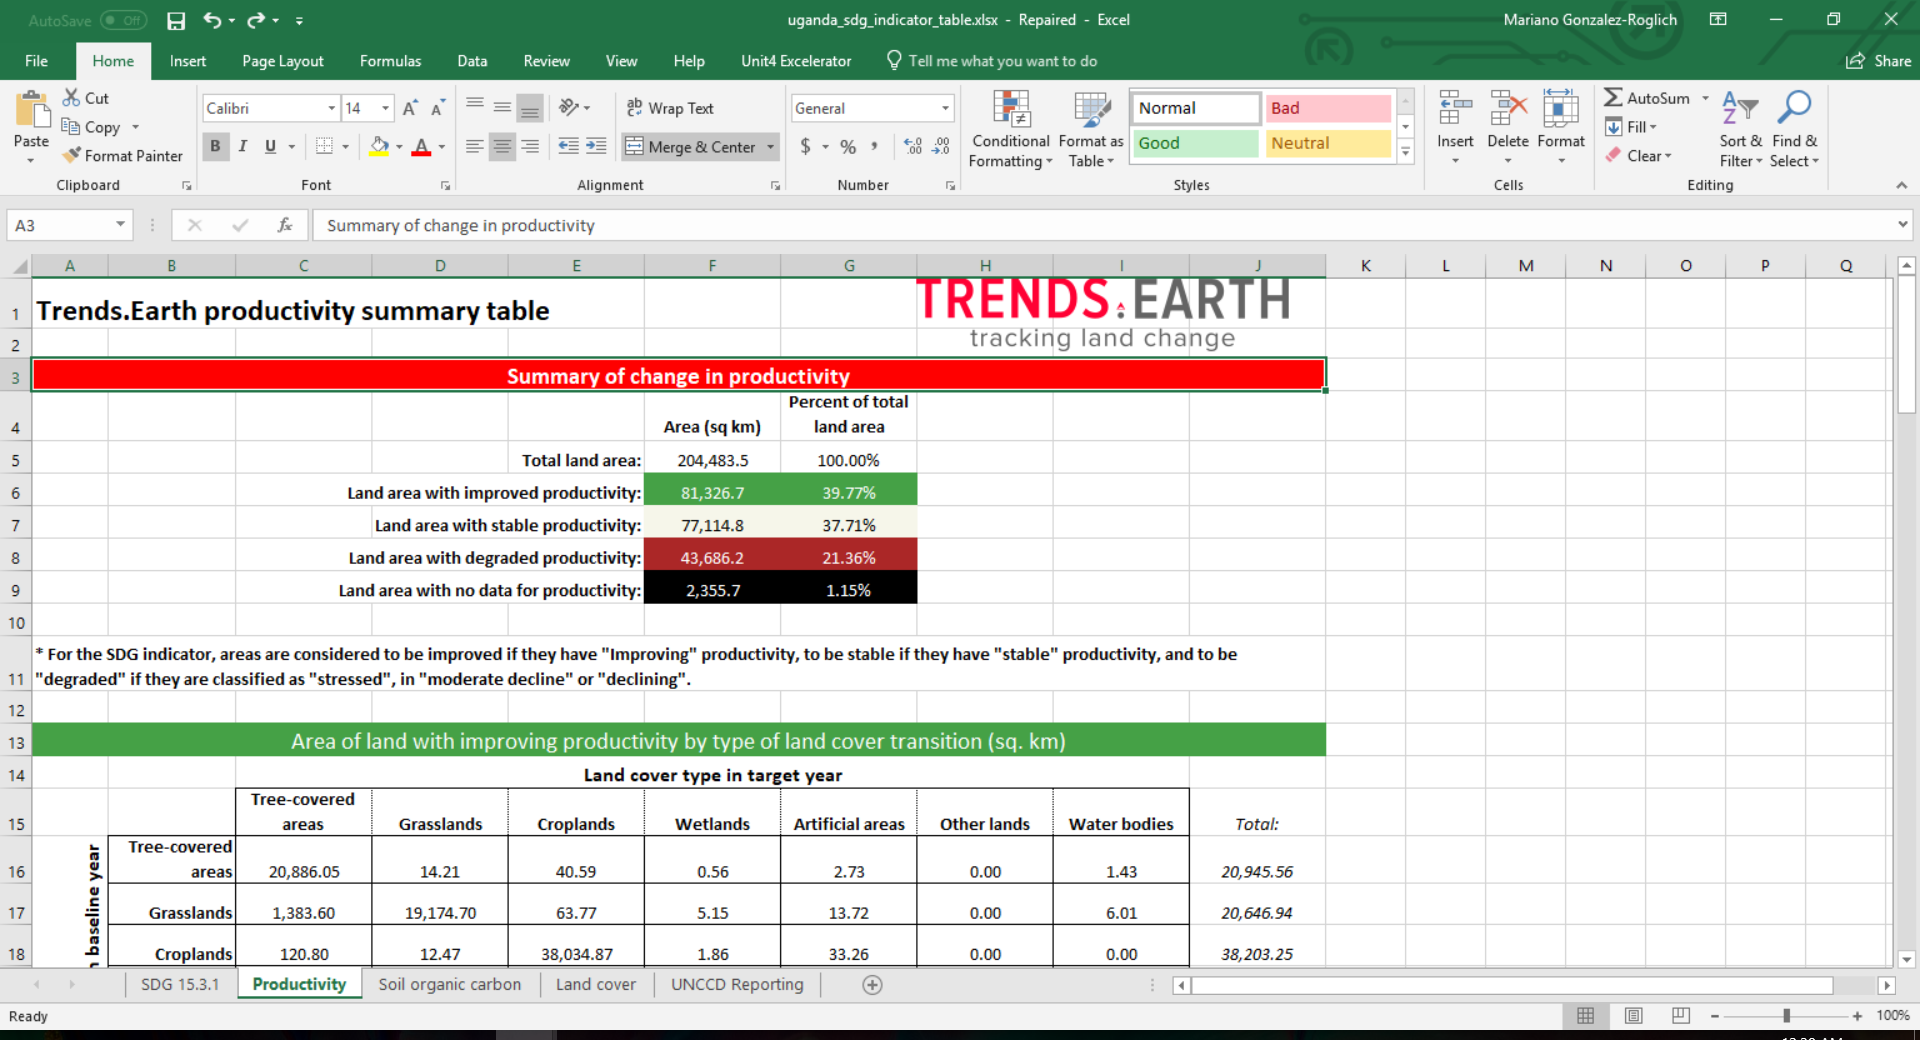 AutoSave Off
uganda_sdg_indicator_table.xlsx - Repaired - Excel
Mariano Gonzalez-Roglich
File Home Insert Page Layout Formulas Data Review View Help Unit4 Excelerator Tell me what you want to do Share
Paste
Cut
Copy
Format Painter
Clipboard
Calibri 14
B I U
Font
Wrap Text
Merge & Center
Alignment
General
$ % ,
Number
Conditional Formatting
Format as Table
Normal Bad
Good Neutral
Styles
Insert Delete Format
Cells
AutoSum
Fill
Clear
Sort & Filter
Find & Select
Editing
A3 fx Summary of change in productivity
A B C D E F G H I J K L M N O P Q
1 Trends.Earth productivity summary table
TRENDS.EARTH
tracking land change
2
3 Summary of change in productivity
4 Area (sq km) Percent of total land area
5 Total land area: 204,483.5 100.00%
6 Land area with improved productivity: 81,326.7 39.77%
7 Land area with stable productivity: 77,114.8 37.71%
8 Land area with degraded productivity: 43,686.2 21.36%
9 Land area with no data for productivity: 2,355.7 1.15%
10
* For the SDG indicator, areas are considered to be improved if they have "Improving" productivity, to be stable if they have "stable" productivity, and to be
11 "degraded" if they are classified as "stressed", in "moderate decline" or "declining".
12
13 Area of land with improving productivity by type of land cover transition (sq. km)
14 Land cover type in target year
15 Tree-covered areas Grasslands Croplands Wetlands Artificial areas Other lands Water bodies Total:
baseline year
16 Tree-covered areas 20,886.05 14.21 40.59 0.56 2.73 0.00 1.43 20,945.56
17 Grasslands 1,383.60 19,174.70 63.77 5.15 13.72 0.00 6.01 20,646.94
18 Croplands 120.80 12.47 38,034.87 1.86 33.26 0.00 0.00 38,203.25
SDG 15.3.1 Productivity Soil organic carbon Land cover UNCCD Reporting
Ready 100%